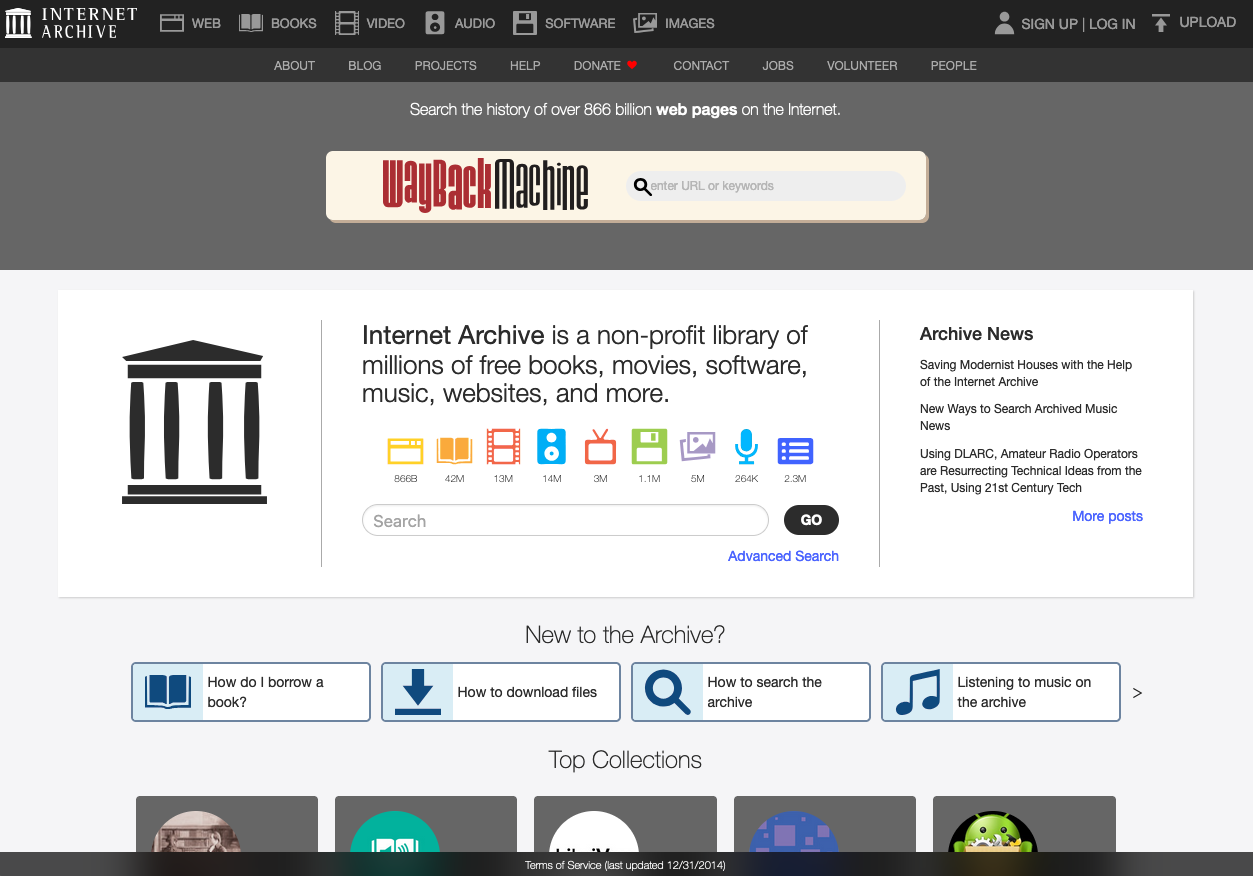 INTERNET
ARCHIVE
WEB
BOOKS
VIDEO
AUDIO
SOFTWARE
IMAGES
SIGN UP | LOG IN
UPLOAD
ABOUT
BLOG
PROJECTS
HELP
DONATE
CONTACT
JOBS
VOLUNTEER
PEOPLE
Search the history of over 866 billion web pages on the Internet.
WayBackMachine
enter URL or keywords
Internet Archive is a non-profit library of
millions of free books, movies, software,
music, websites, and more.
866B
42M
13M
14M
3M
1.1M
5M
264K
2.3M
Search
GO
Advanced Search
Archive News
Saving Modernist Houses with the Help
of the Internet Archive
New Ways to Search Archived Music
News
Using DLARC, Amateur Radio Operators
are Resurrecting Technical Ideas from the
Past, Using 21st Century Tech
More posts
New to the Archive?
How do I borrow a
book?
How to download files
How to search the
archive
Listening to music on
the archive
>
Top Collections
Terms of Service (last updated 12/31/2014)